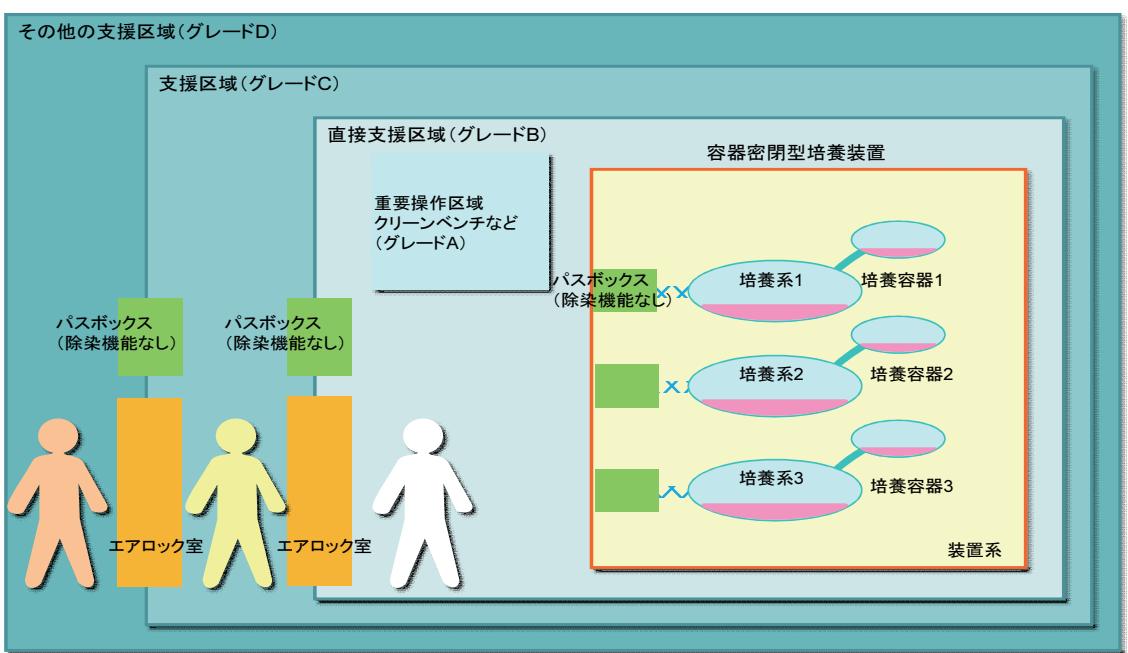 その他の支援区域（グレードD）
支援区域（グレードC）
直接支援区域（グレードB）
容器密閉型培養装置
重要操作区域
クリーンベンチなど
（グレードA）
パスボックス
（除染機能なし）
培養系1
培養容器1
パスボックス
（除染機能なし）
パスボックス
（除染機能なし）
培養系2
培養容器2
培養系3
培養容器3
エアロック室
エアロック室
装置系